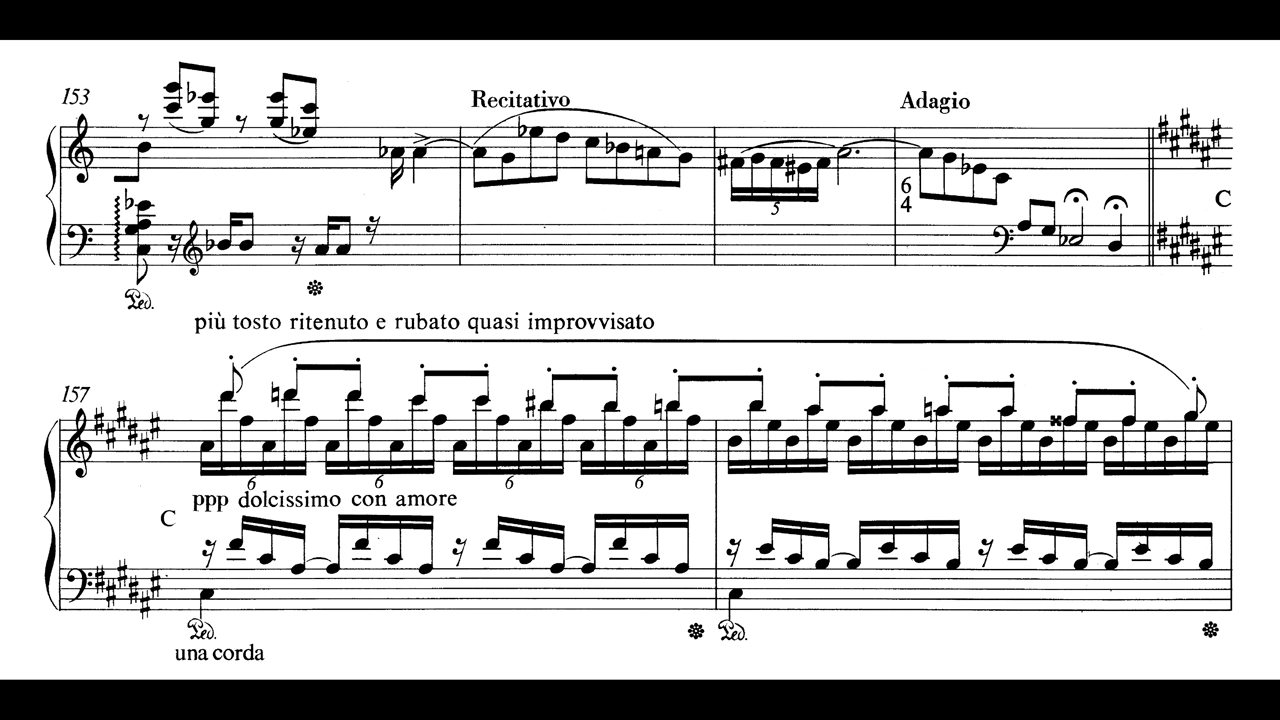 153
Recitativo
Adagio
5
6
4
C
Ped.
più tosto ritenuto e rubato quasi improvvisato
157
6 6 6 6
ppp dolcissimo con amore
C
Ped. Ped.
una corda